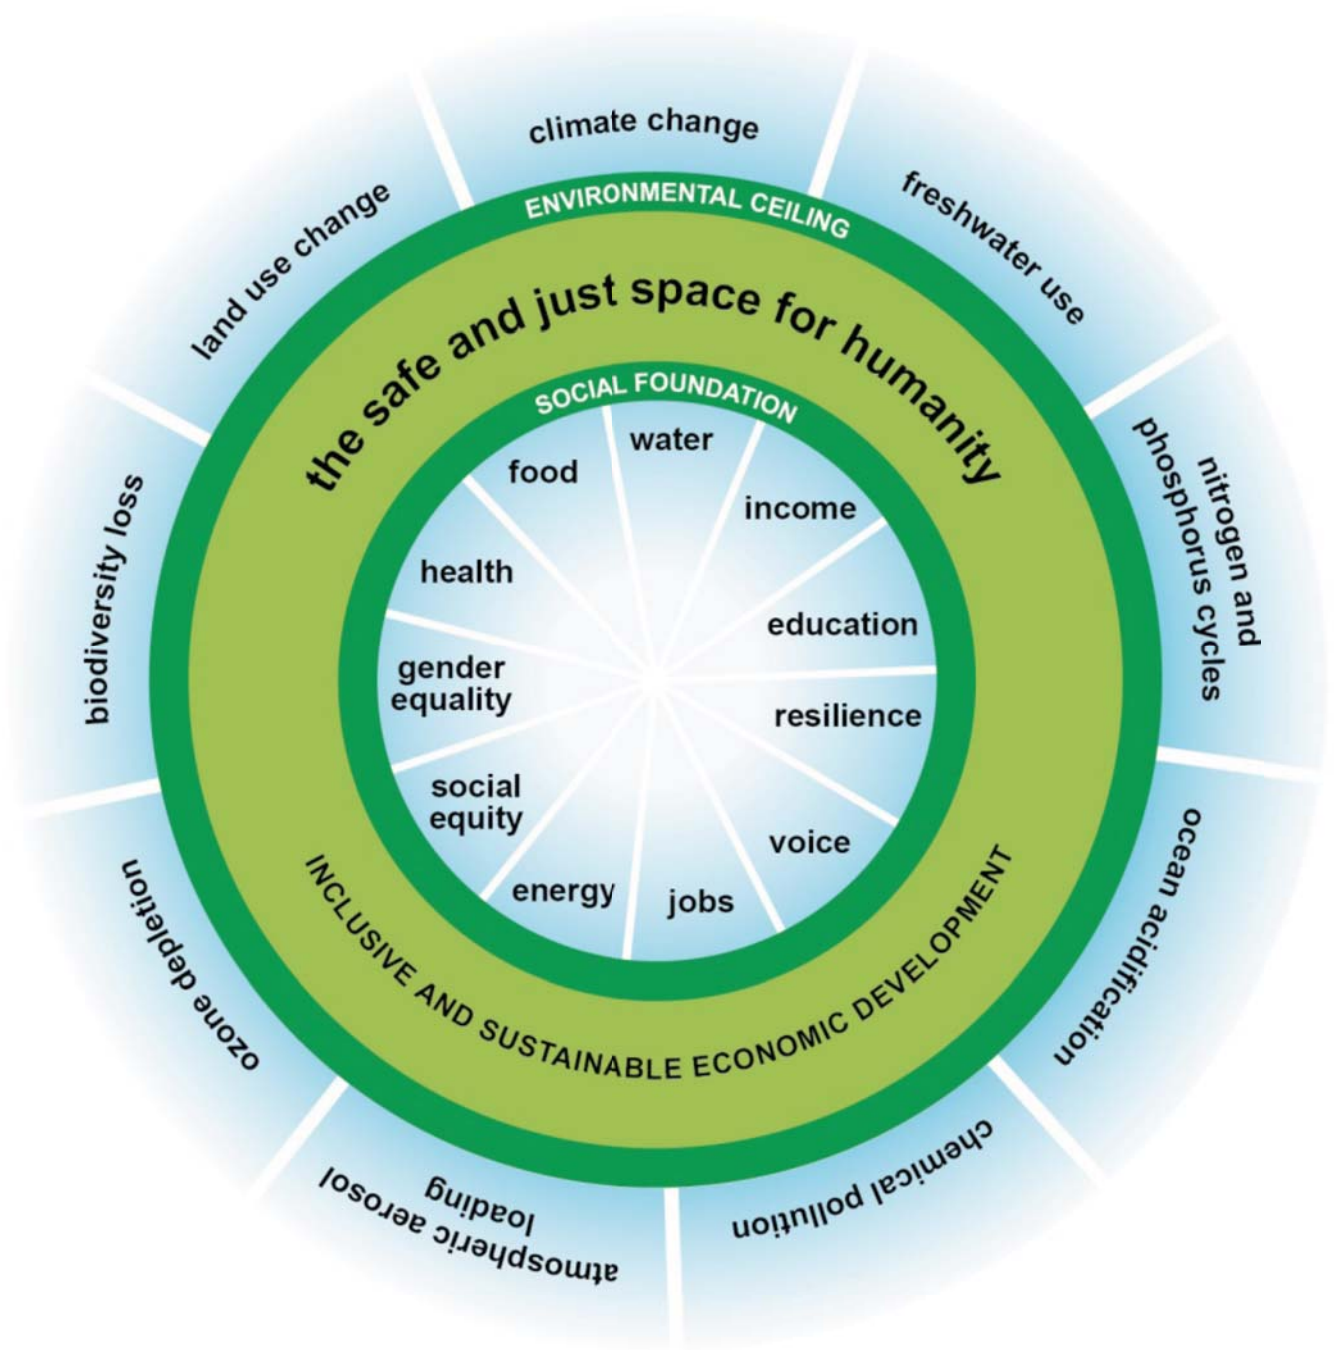 climate change
freshwater use
nitrogen and
phosphorus cycles
ocean acidification
chemical pollution
atmospheric aerosol
loading
ozone depletion
biodiversity loss
land use change
ENVIRONMENTAL CEILING
the safe and just space for humanity
SOCIAL FOUNDATION
water
income
education
resilience
voice
jobs
energy
social
equity
gender
equality
health
food
INCLUSIVE AND SUSTAINABLE ECONOMIC DEVELOPMENT